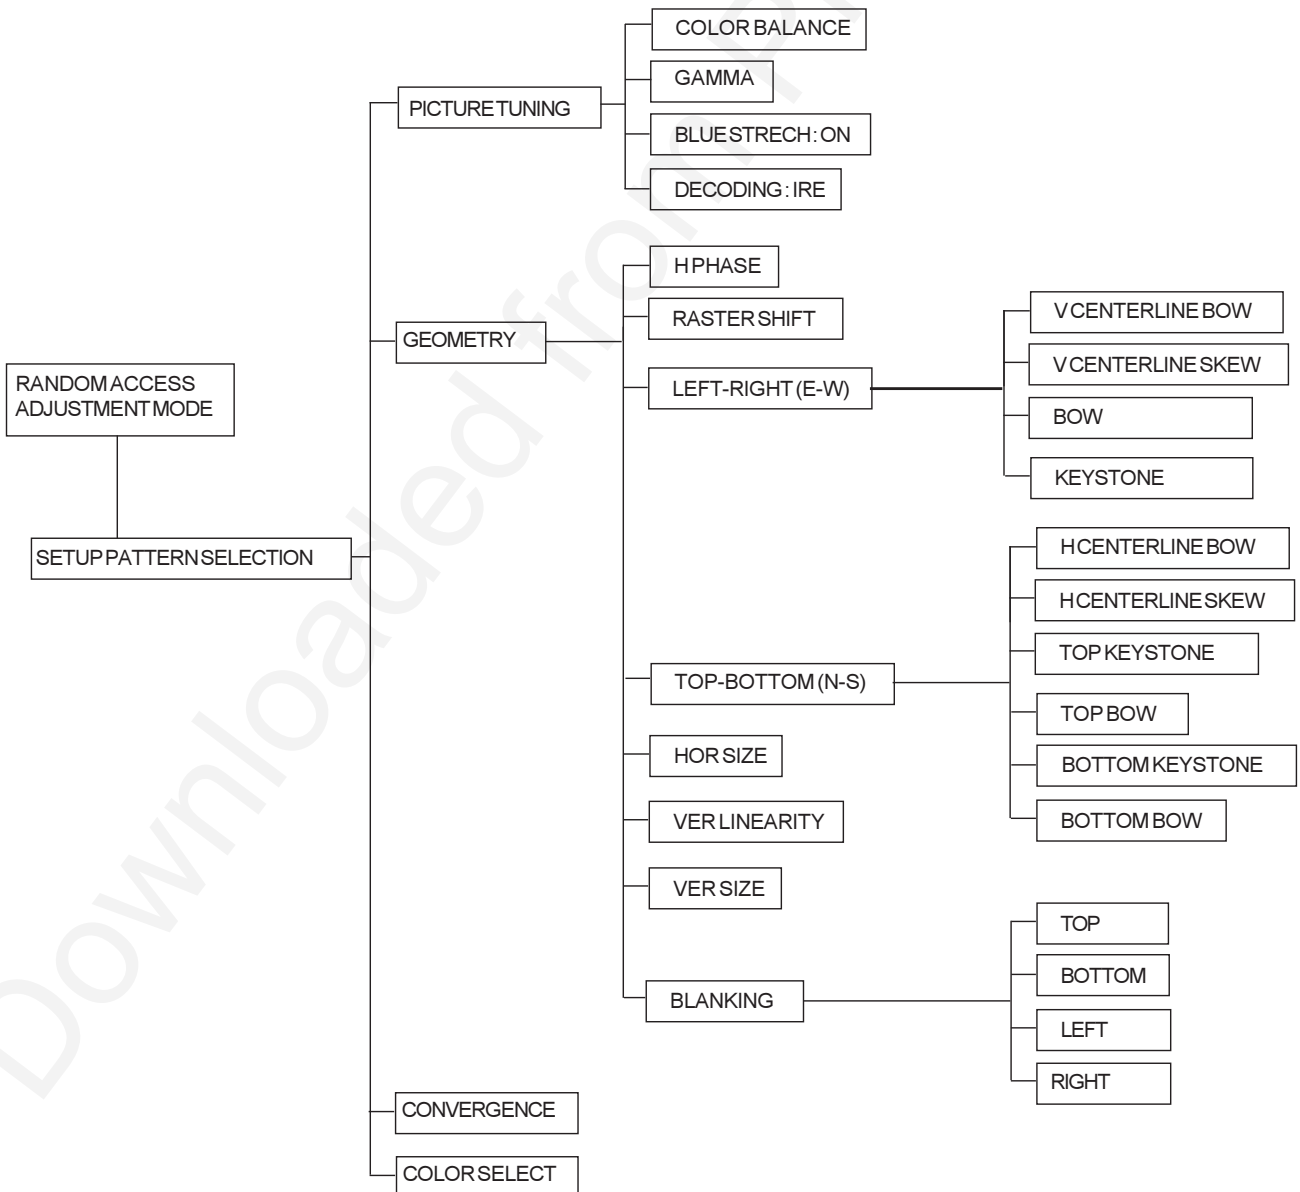 COLOR BALANCE
GAMMA
PICTURE TUNING
BLUE STRECH : ON
DECODING : IRE
H PHASE
RASTER SHIFT
GEOMETRY
LEFT-RIGHT (E-W)
V CENTERLINE BOW
V CENTERLINE SKEW
BOW
KEYSTONE
RANDOM ACCESS
ADJUSTMENT MODE
SETUP PATTERN SELECTION
H CENTERLINE BOW
H CENTERLINE SKEW
TOP KEYSTONE
TOP-BOTTOM (N-S)
TOP BOW
HOR SIZE
BOTTOM KEYSTONE
VER LINEARITY
BOTTOM BOW
VER SIZE
TOP
BOTTOM
BLANKING
LEFT
RIGHT
CONVERGENCE
COLOR SELECT
Downloaded from